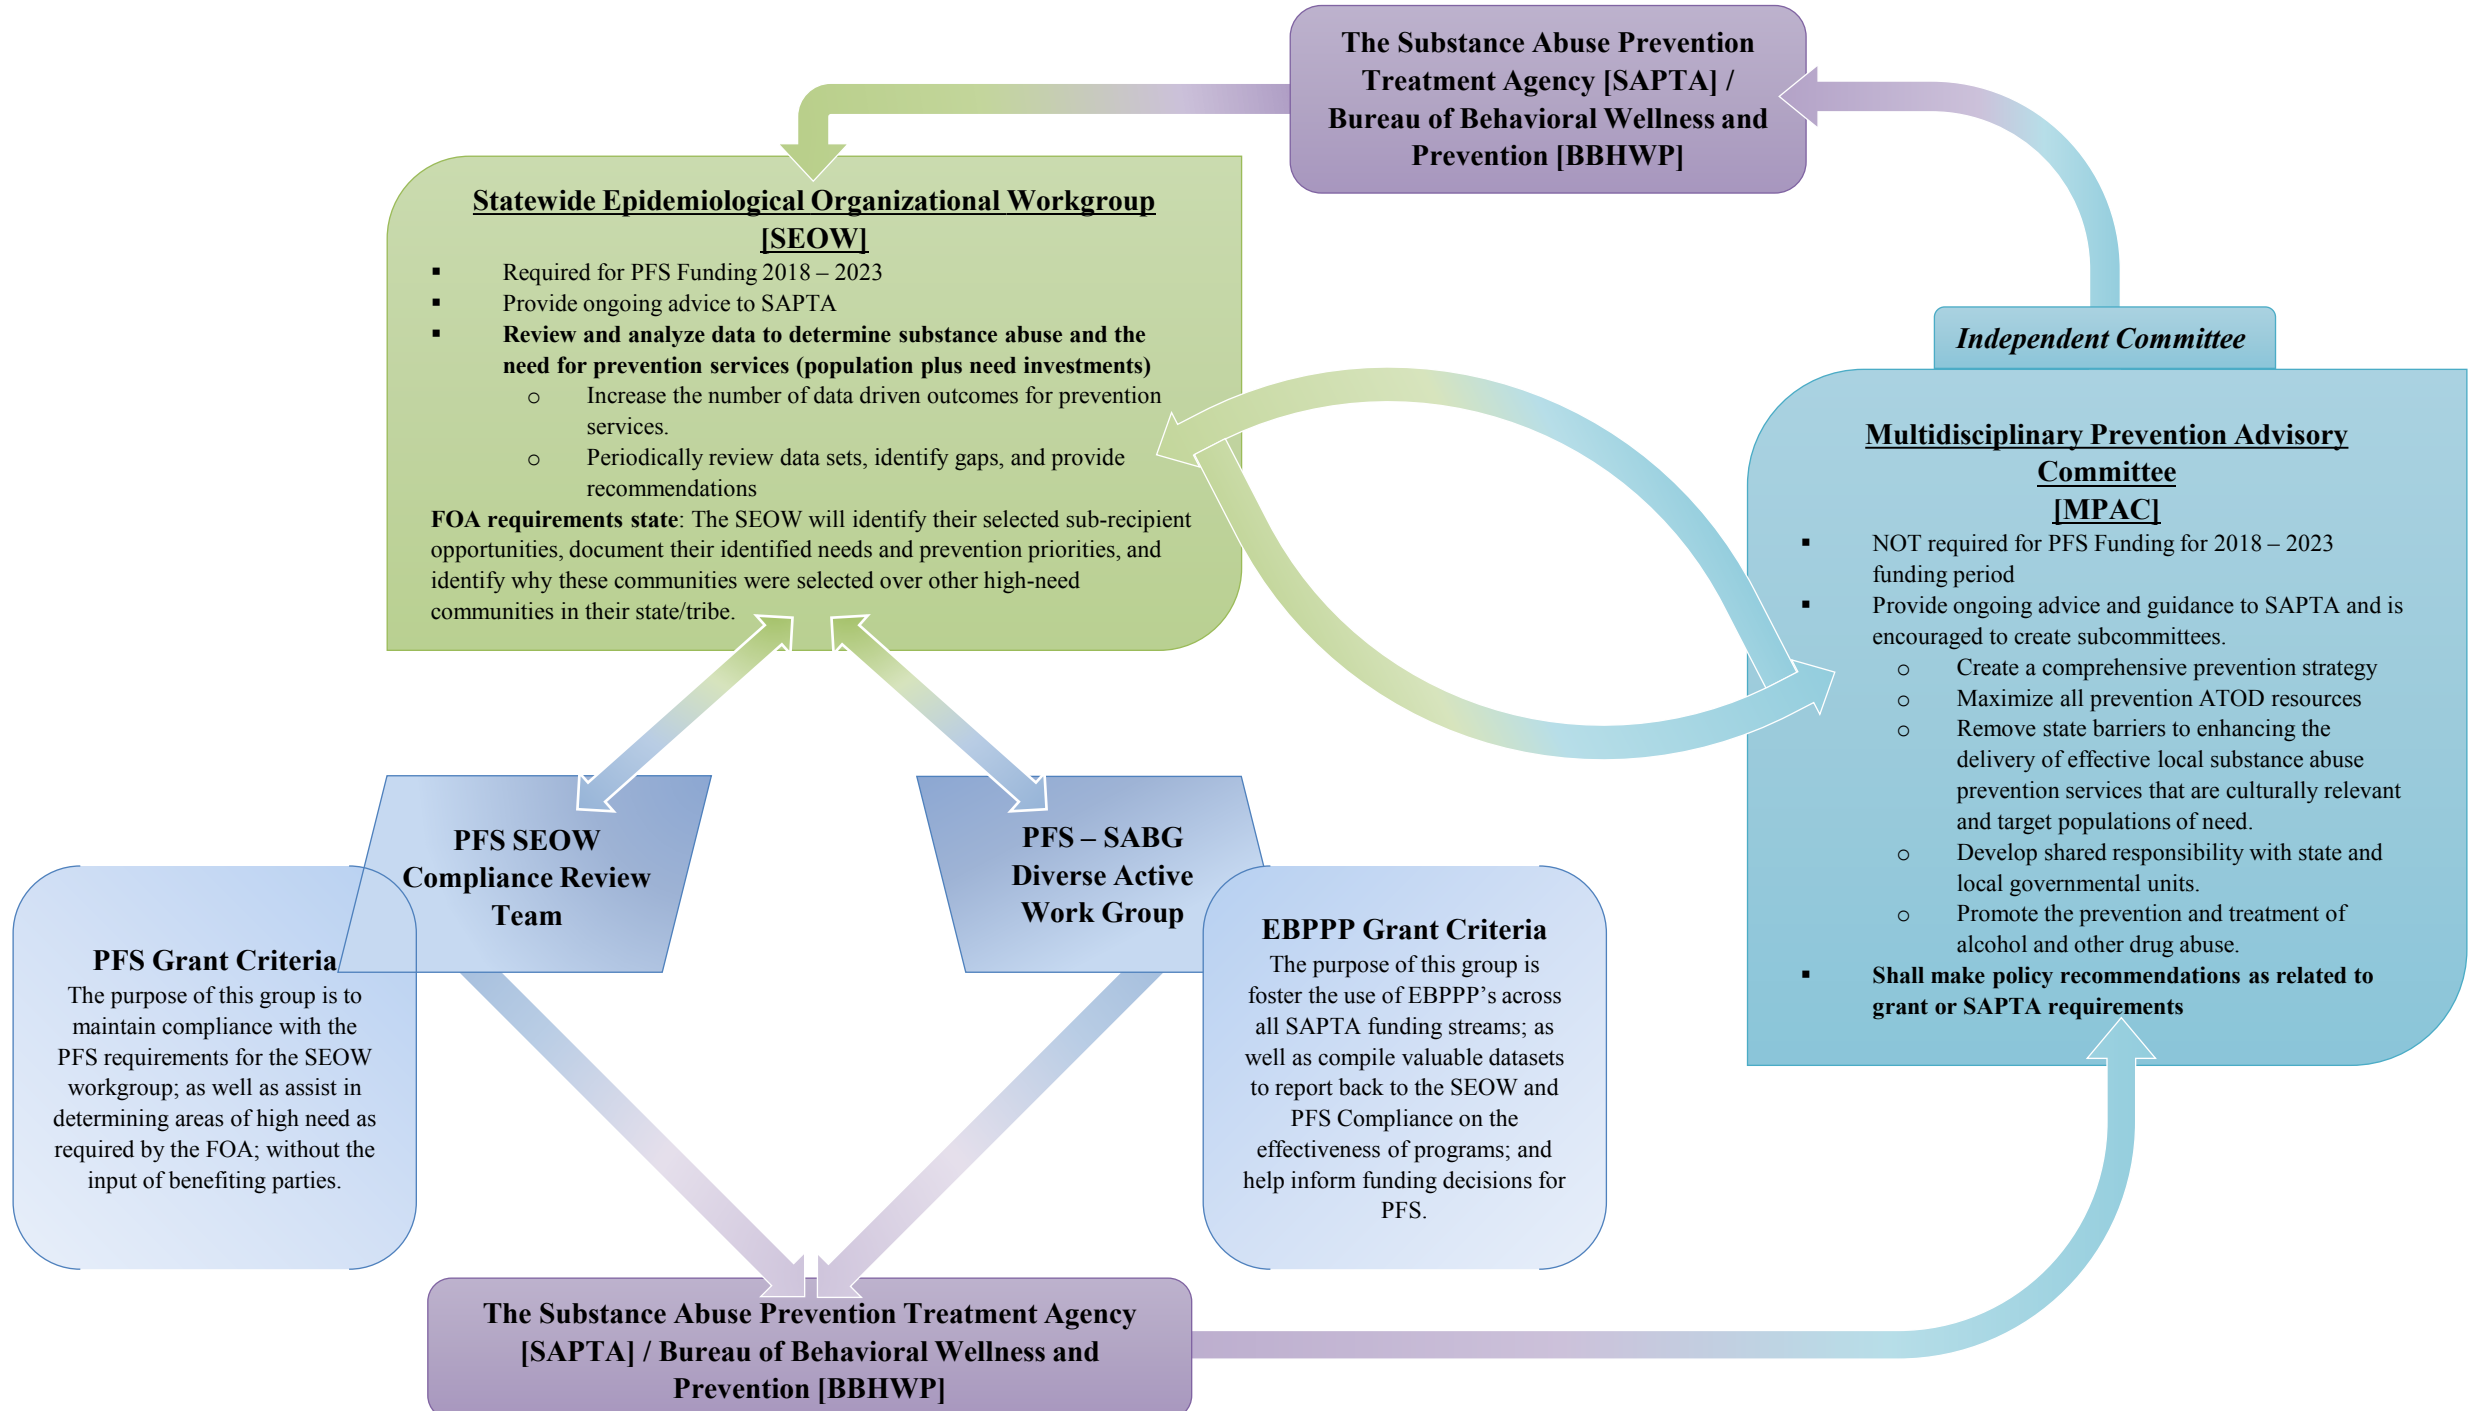 The Substance Abuse Prevention
Treatment Agency [SAPTA] /
Bureau of Behavioral Wellness and
Prevention [BBHWP]
Statewide Epidemiological Organizational Workgroup
[SEOW]
▪ Required for PFS Funding 2018 – 2023
▪ Provide ongoing advice to SAPTA
▪ Review and analyze data to determine substance abuse and the
need for prevention services (population plus need investments)
o Increase the number of data driven outcomes for prevention
services.
o Periodically review data sets, identify gaps, and provide
recommendations
FOA requirements state: The SEOW will identify their selected sub-recipient
opportunities, document their identified needs and prevention priorities, and
identify why these communities were selected over other high-need
communities in their state/tribe.
Independent Committee
Multidisciplinary Prevention Advisory
Committee
[MPAC]
▪ NOT required for PFS Funding for 2018 – 2023
funding period
▪ Provide ongoing advice and guidance to SAPTA and is
encouraged to create subcommittees.
o Create a comprehensive prevention strategy
o Maximize all prevention ATOD resources
o Remove state barriers to enhancing the
delivery of effective local substance abuse
prevention services that are culturally relevant
and target populations of need.
o Develop shared responsibility with state and
local governmental units.
o Promote the prevention and treatment of
alcohol and other drug abuse.
▪ Shall make policy recommendations as related to
grant or SAPTA requirements
PFS SEOW
Compliance Review
Team
PFS – SABG
Diverse Active
Work Group
PFS Grant Criteria
The purpose of this group is to
maintain compliance with the
PFS requirements for the SEOW
workgroup; as well as assist in
determining areas of high need as
required by the FOA; without the
input of benefiting parties.
EBPPP Grant Criteria
The purpose of this group is
foster the use of EBPPP’s across
all SAPTA funding streams; as
well as compile valuable datasets
to report back to the SEOW and
PFS Compliance on the
effectiveness of programs; and
help inform funding decisions for
PFS.
The Substance Abuse Prevention Treatment Agency
[SAPTA] / Bureau of Behavioral Wellness and
Prevention [BBHWP]